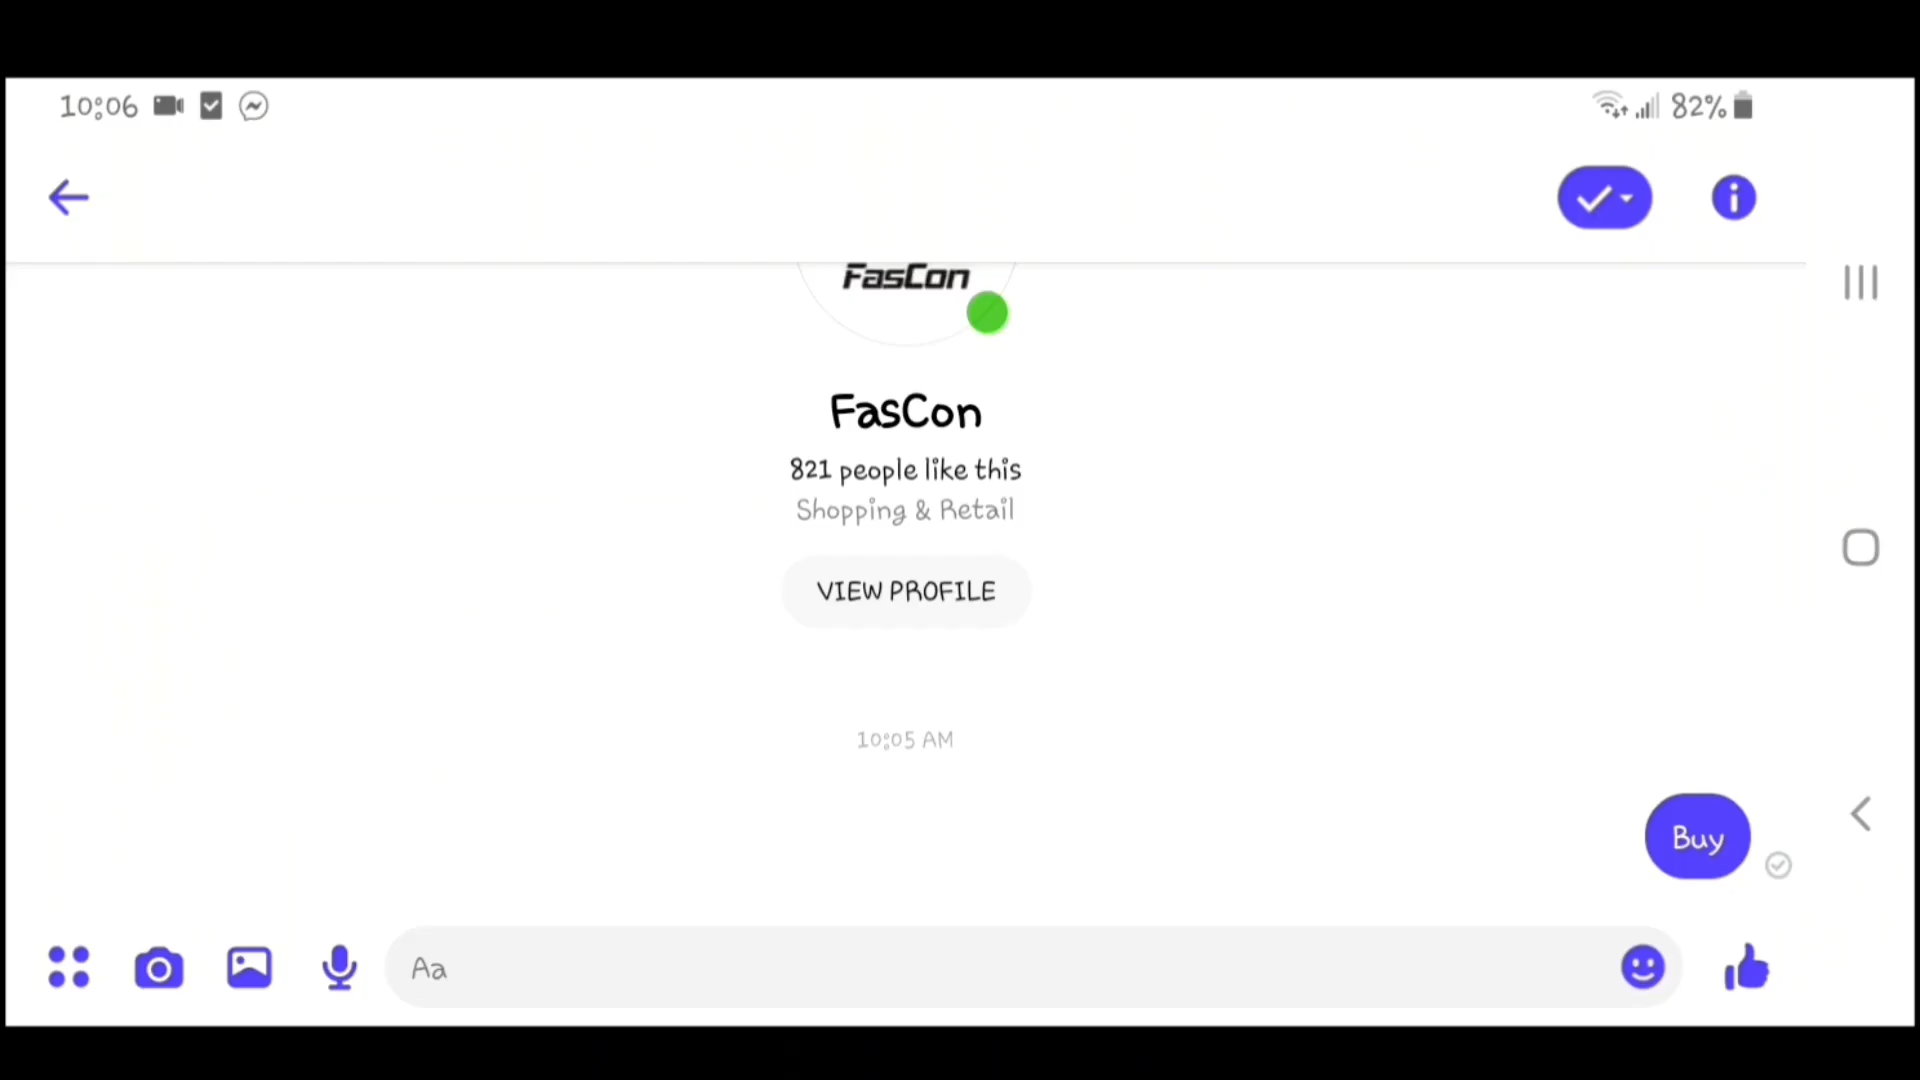 10:06
82%
FasCon
FasCon
821 people like this
Shopping & Retail
VIEW PROFILE
10:05 AM
Buy
Aa